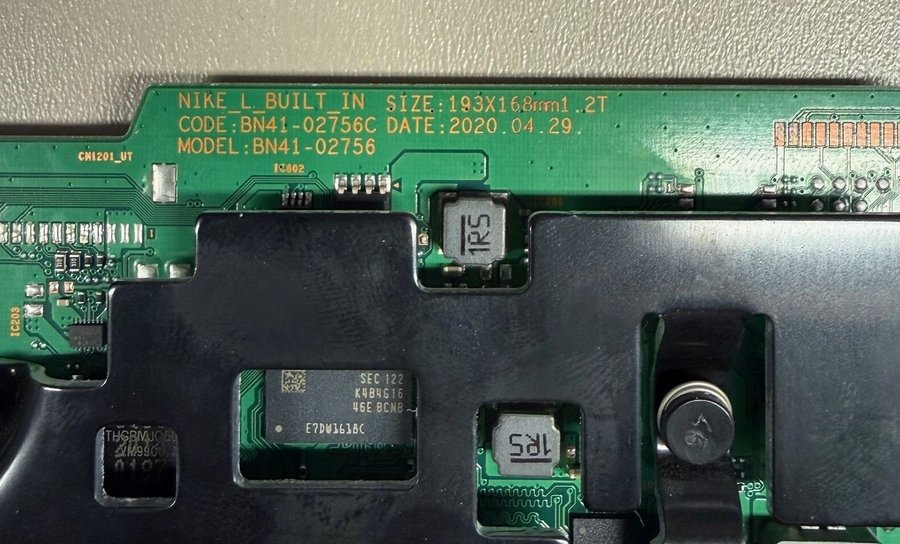 NIKE_L_BUILT_IN SIZE:193X168mm1.2T
CODE:BN41-02756C DATE:2020.04.29.
MODEL:BN41-02756
CN1201_UT
IC802
IC203
1R5
SEC 122
K4B4G16
46E BCNB
E7DW1618C
1R5